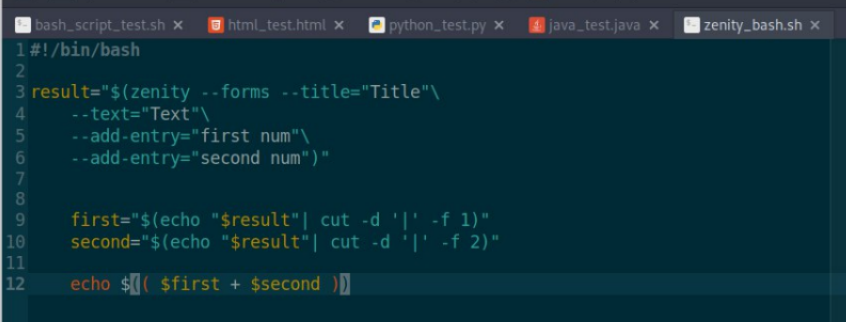 bash_script_test.sh × html_test.html × python_test.py × java_test.java × zenity_bash.sh ×
1 #!/bin/bash
2
3 result="$(zenity --forms --title="Title"\
4     --text="Text"\
5     --add-entry="first num"\
6     --add-entry="second num")"
7
8
9     first="$(echo "$result"| cut -d '|' -f 1)"
10     second="$(echo "$result"| cut -d '|' -f 2)"
11
12     echo $(( $first + $second ))